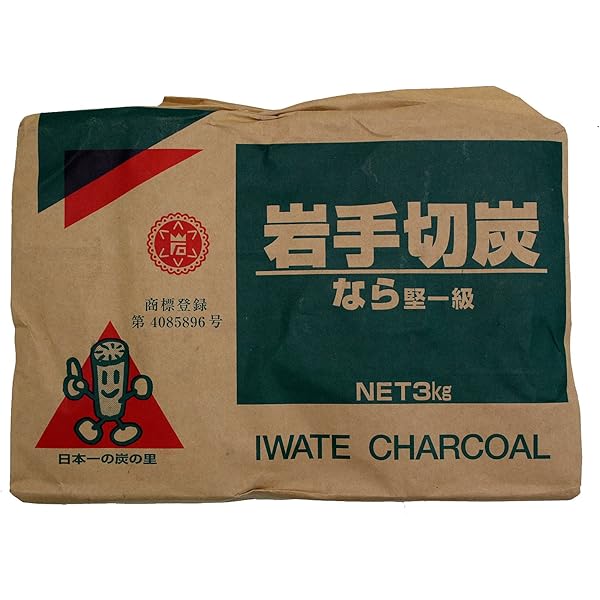 岩手切炭
なら堅一級
NET3kg
岩
商標登録
第 4085896 号
日本一の炭の里
IWATE CHARCOAL